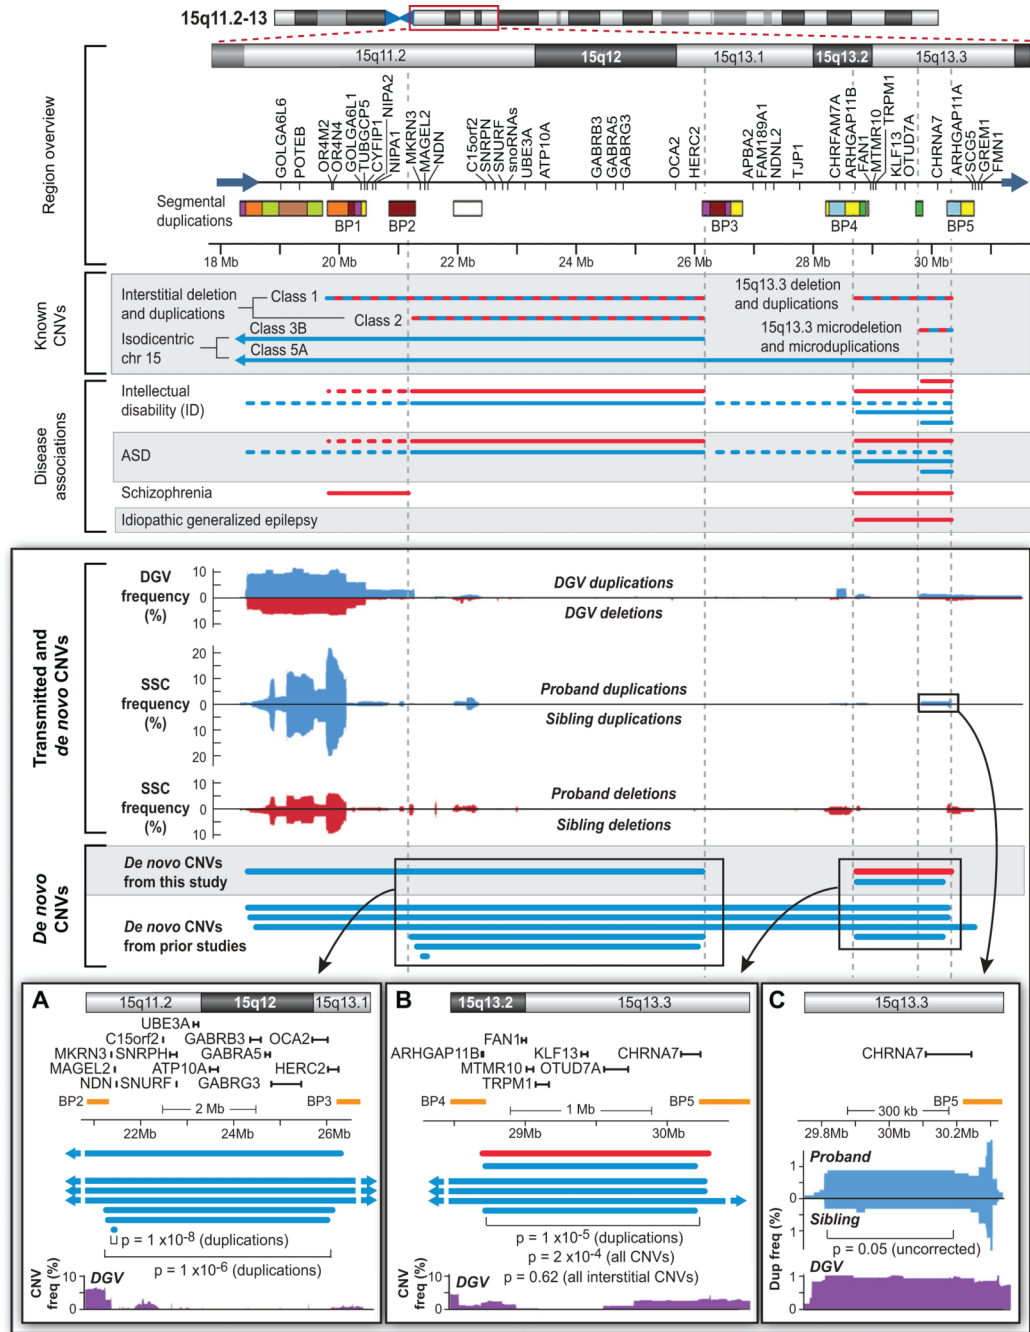 15q11.2-13
15q11.2 15q12 15q13.1 15q13.2 15q13.3
Region overview
GOLGA6L6 POTEB OR4M2 OR4N4 GOLGA6L1 TUBGCP5 CYFIP1 NIPA2 NIPA1 MKRN3 MAGEL2 NDN C15orf2 SNRPN SNURF snoRNAs UBE3A ATP10A GABRB3 GABRA5 GABRG3 OCA2 HERC2 APBA2 FAM189A1 NDNL2 TJP1 CHRFAM7A ARHGAP11B FAN1 MTMR10 TRPM1 KLF13 OTUD7A CHRNA7 ARHGAP11A SCG5 GREM1 FMN1
Segmental
duplications
BP1 BP2 BP3 BP4 BP5
18 Mb 20 Mb 22 Mb 24 Mb 26 Mb 28 Mb 30 Mb
Known
CNVs
Interstitial deletion
and duplications
Class 1
Class 2
15q13.3 deletion
and duplications
Isodicentric
chr 15
Class 3B
Class 5A
15q13.3 microdeletion
and microduplications
Disease
associations
Intellectual
disability (ID)
ASD
Schizophrenia
Idiopathic generalized epilepsy
Transmitted and
de novo CNVs
DGV
frequency
(%)
10
0
10
DGV duplications
DGV deletions
SSC
frequency
(%)
20
10
0
10
20
Proband duplications
Sibling duplications
SSC
frequency
(%)
10
0
10
Proband deletions
Sibling deletions
De novo
CNVs
De novo CNVs
from this study
De novo CNVs
from prior studies
A
15q11.2 15q12 15q13.1
UBE3A
C15orf2 GABRB3 OCA2
MKRN3 SNRPH GABRA5
MAGEL2 ATP10A HERC2
NDN SNURF GABRG3
BP2 2 Mb BP3
22Mb 24Mb 26Mb
p = 1 x10-8 (duplications)
p = 1 x10-6 (duplications)
CNV
freq (%)
10
0
DGV
B
15q13.2 15q13.3
FAN1
ARHGAP11B KLF13 CHRNA7
MTMR10 OTUD7A
TRPM1
BP4 1 Mb BP5
29Mb 30Mb
p = 1 x10-5 (duplications)
p = 2 x10-4 (all CNVs)
p = 0.62 (all interstitial CNVs)
CNV
freq (%)
10
0
DGV
C
15q13.3
CHRNA7
BP5
300 kb
29.8Mb 30Mb 30.2Mb
Proband
Sibling
1
0
1
Dup freq (%)
p = 0.05 (uncorrected)
DGV
1
0